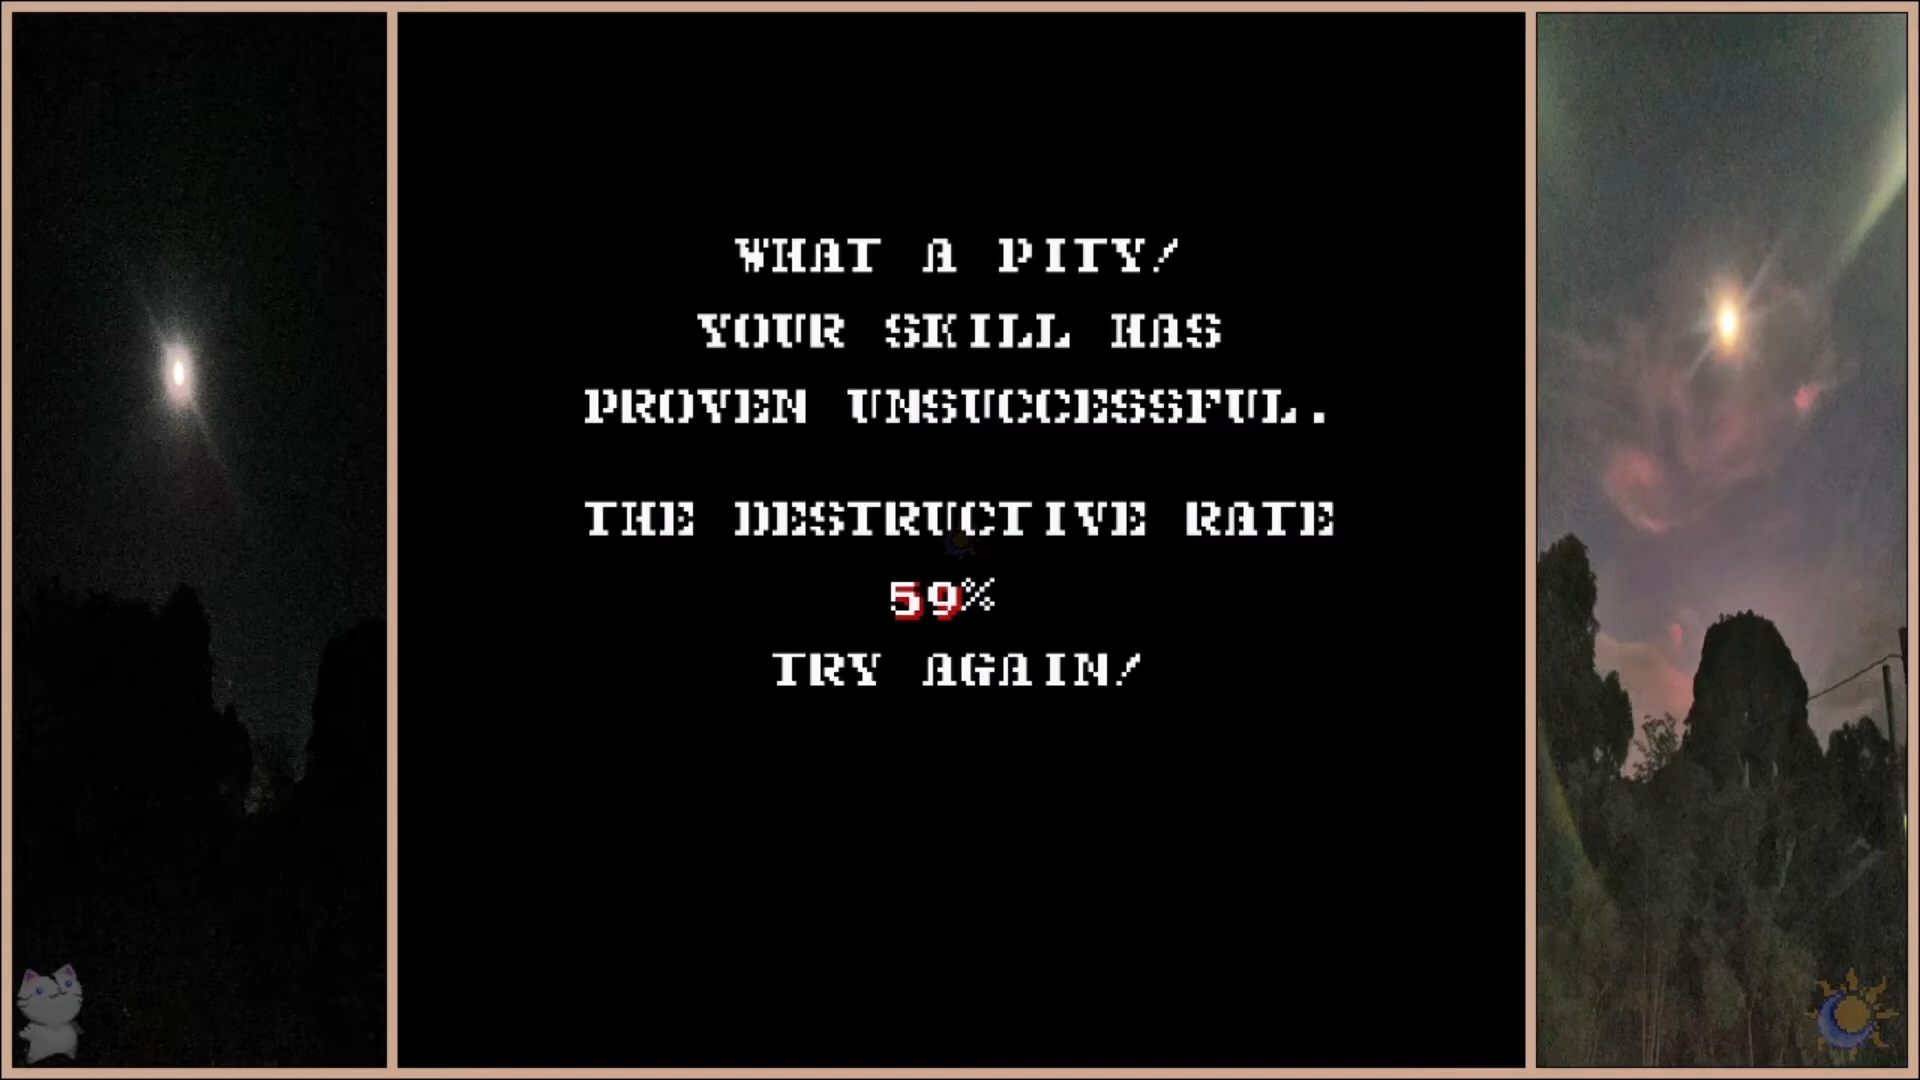 WHAT A PITY!
YOUR SKILL HAS
PROVEN UNSUCCESSFUL.
THE DESTRUCTIVE RATE
59%
TRY AGAIN!